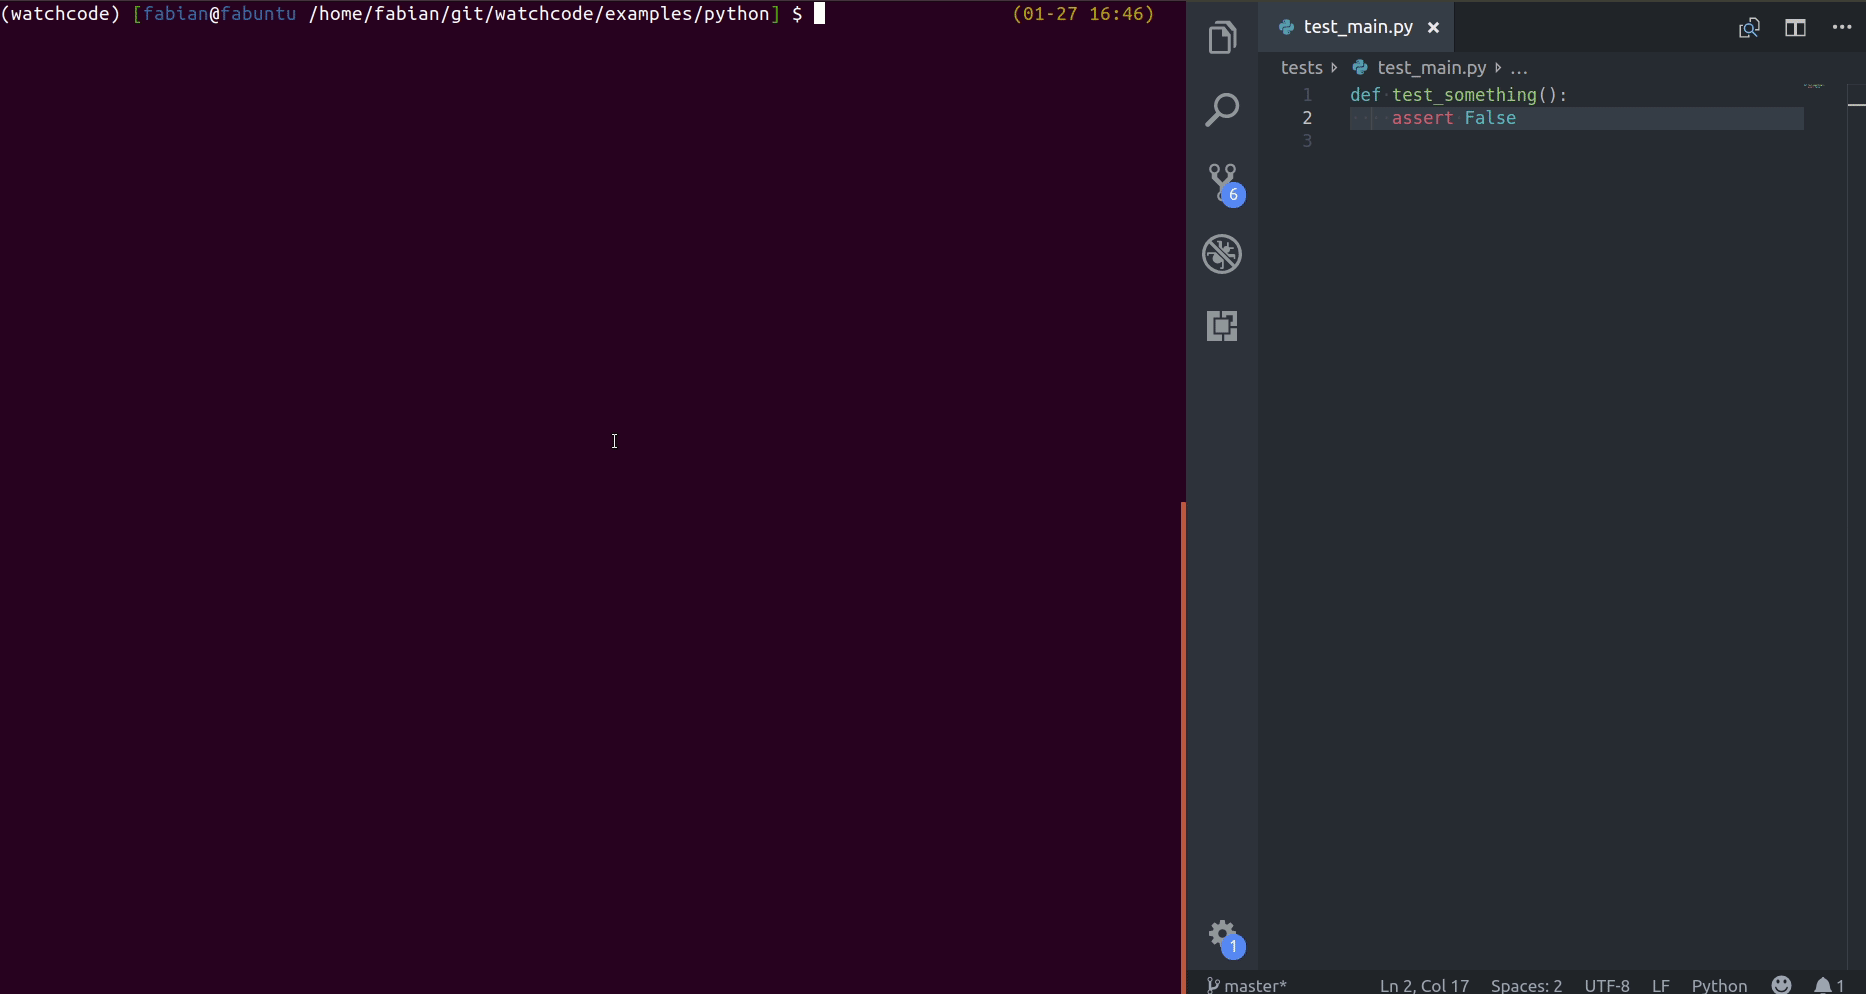 (watchcode) [fabian@fabuntu /home/fabian/git/watchcode/examples/python] $ (01-27 16:46)
test_main.py
tests test_main.py ...
1 def test_something():
2 assert False
3
6
1
master* Ln 2, Col 17 Spaces: 2 UTF-8 LF Python 1